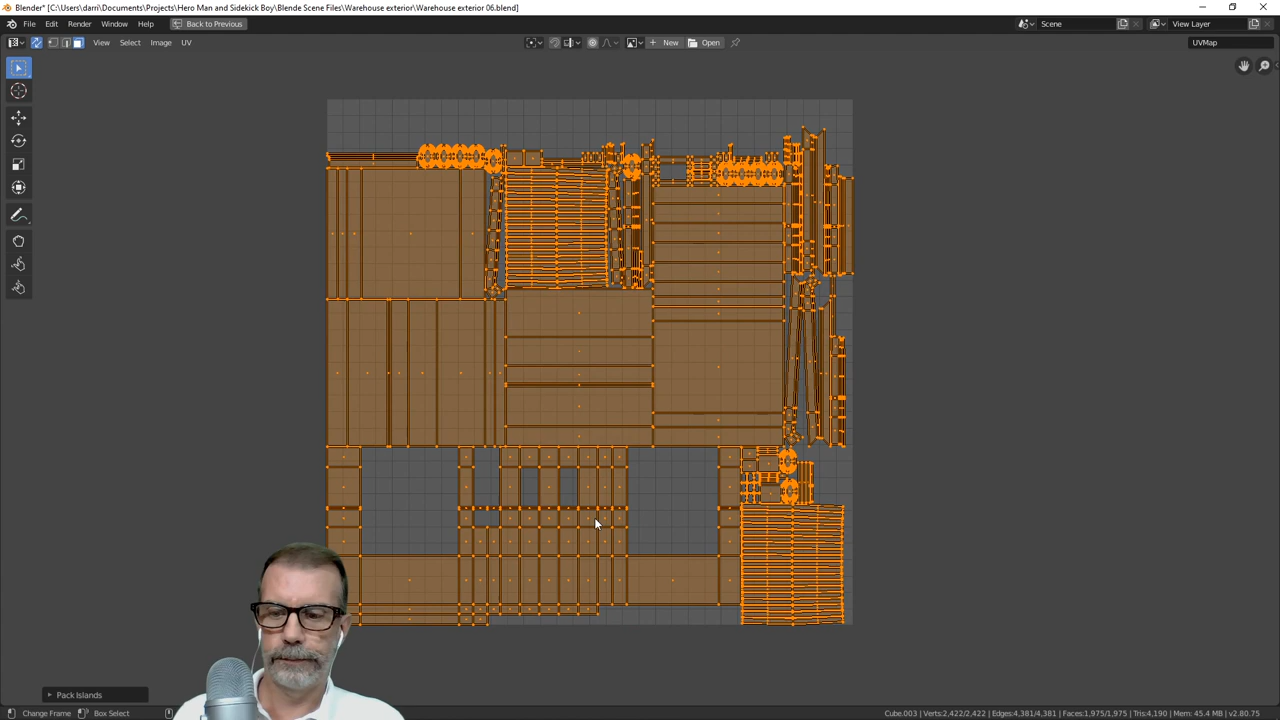 Blender* [C:\Users\darri\Documents\Projects\Hero Man and Sidekick Boy\Blende Scene Files\Warehouse exterior\Warehouse exterior 06.blend]
File Edit Render Window Help Back to Previous Scene View Layer
View Select Image UV New Open UVMap
Pack Islands
Change Frame Box Select Cube.003 | Verts:2,422/2,422 | Edges:4,381/4,381 | Faces:1,975/1,975 | Tris:4,190 | Mem: 45.4 MB | v2.80.75